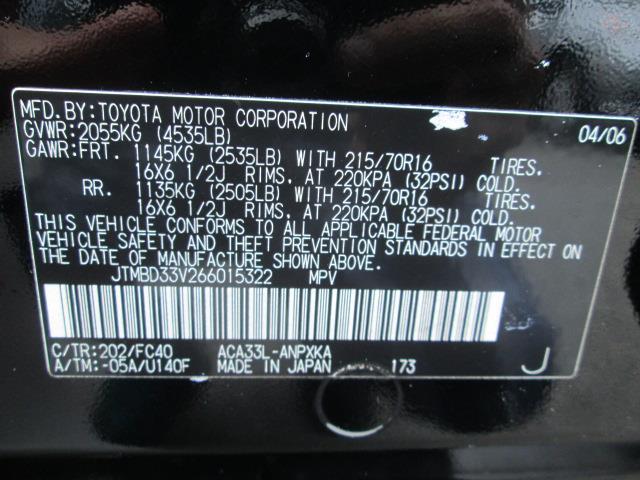 MFD.BY:TOYOTA MOTOR CORPORATION 04/06
GVWR:2055KG (4535LB)
GAWR:FRT. 1145KG (2535LB) WITH 215/70R16 TIRES.
16X6 1/2J RIMS, AT 220KPA (32PSI) COLD.
RR. 1135KG (2505LB) WITH 215/70R16 TIRES.
16X6 1/2J RIMS, AT 220KPA (32PSI) COLD.
THIS VEHICLE CONFORMS TO ALL APPLICABLE FEDERAL MOTOR
VEHICLE SAFETY AND THEFT PREVENTION STANDARDS IN EFFECT ON
THE DATE OF MANUFACTURE SHOWN ABOVE.
JTMBD33V266015322 MPV
C/TR:202/FC40 ACA33L-ANPXKA
A/TM:-05A/U140F MADE IN JAPAN 173 J